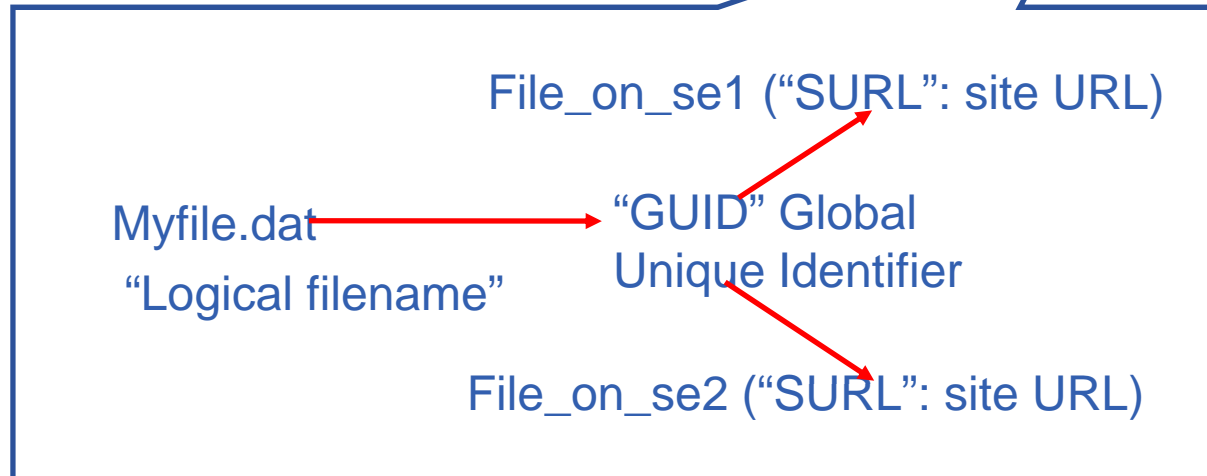 File_on_se1 (“SURL”: site URL)
Myfile.dat
“Logical filename”
“GUID” Global
Unique Identifier
File_on_se2 (“SURL”: site URL)